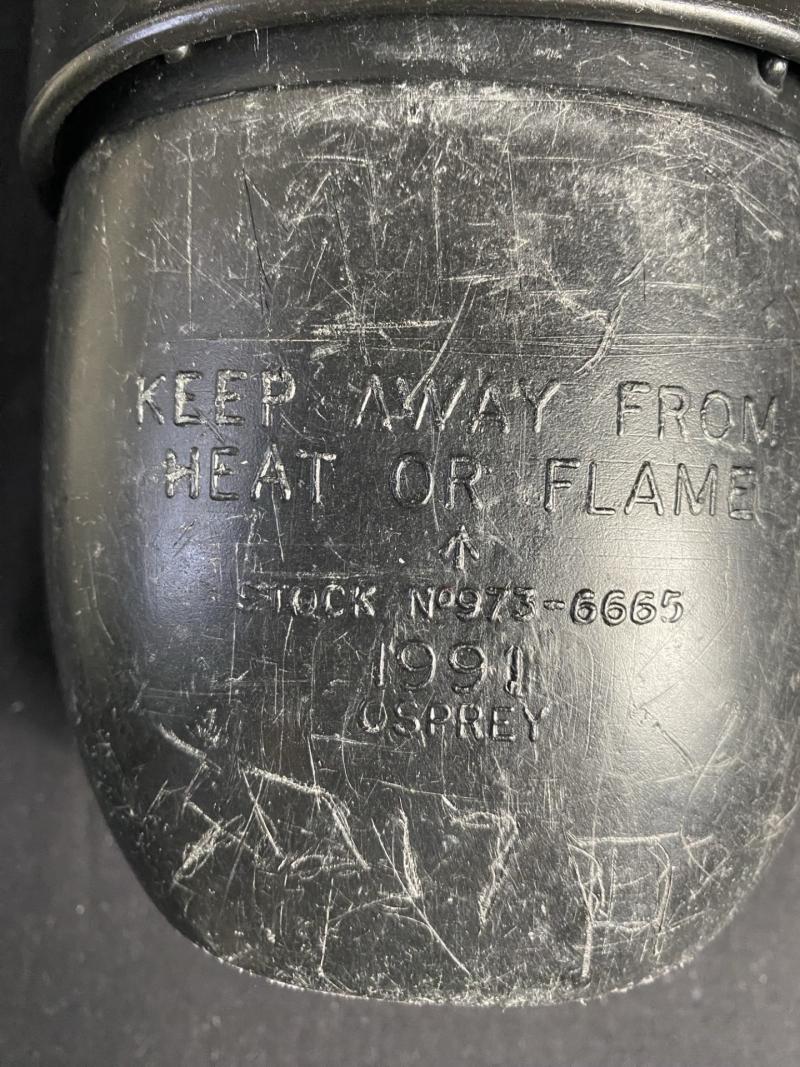 KEEP AWAY FROM
HEAT OR FLAME
STOCK Nº973-6665
1991
OSPREY